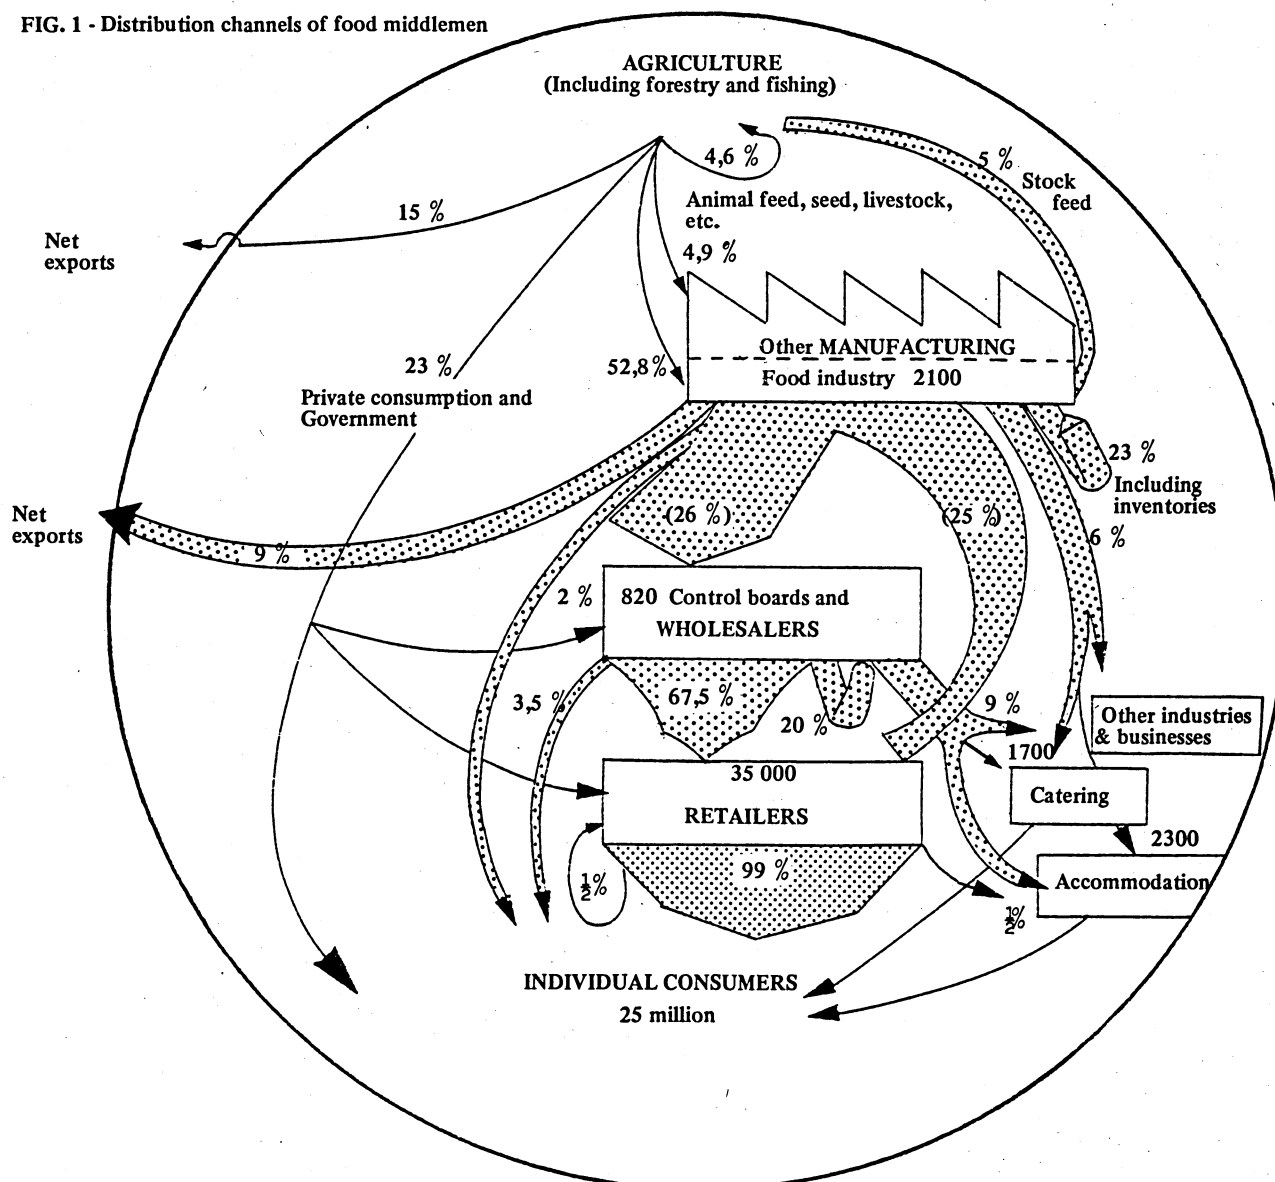 FIG. 1 - Distribution channels of food middlemen
AGRICULTURE
(Including forestry and fishing)
4,6 %
5 %
Stock
feed
Animal feed, seed, livestock,
etc.
15 %
Net
exports
4,9 %
Other MANUFACTURING
23 %
52,8%
Food industry 2100
Private consumption and
Government
23 %
Including
inventories
Net
exports
(26 %)
(25 %)
6 %
9 %
2 %
820 Control boards and
WHOLESALERS
3,5 %
67,5 %
20 %
9 %
Other industries
& businesses
1700
35 000
Catering
RETAILERS
2300
99 %
½%
Accommodation
½%
INDIVIDUAL CONSUMERS
25 million